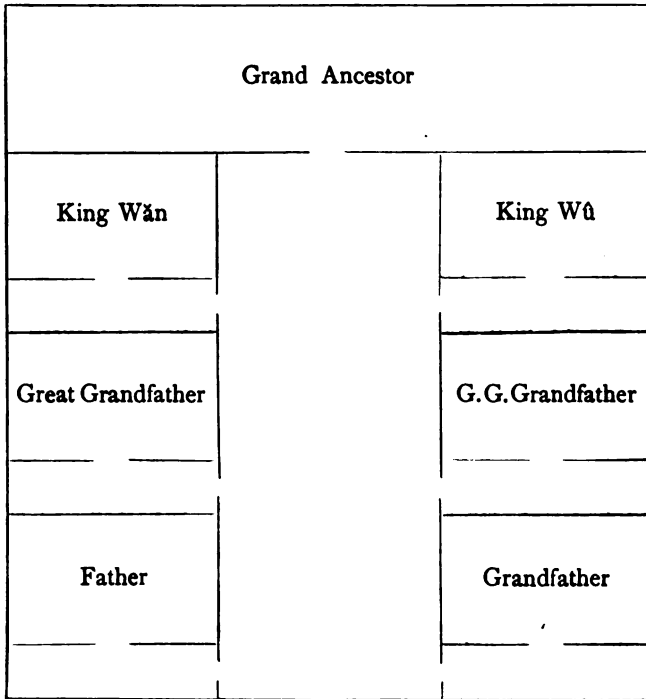 Grand Ancestor
King Wăn
King Wû
Great Grandfather
G.G.Grandfather
Father
Grandfather